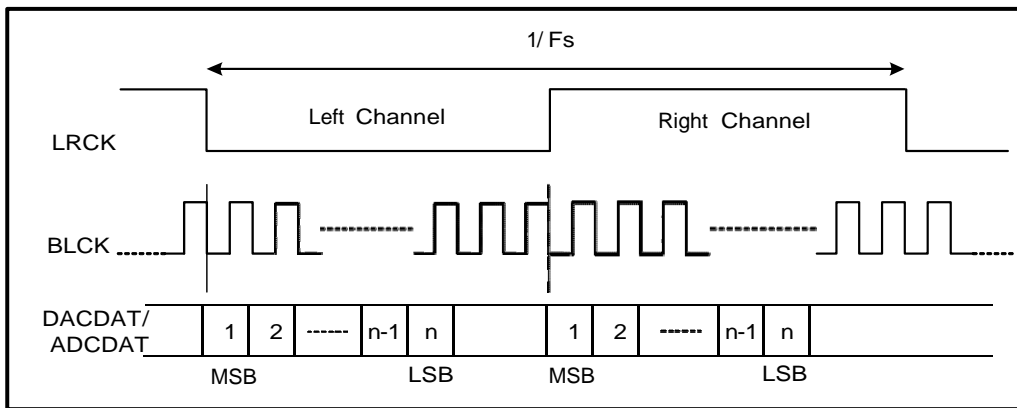 1/ Fs
Left Channel
Right Channel
LRCK
BLCK
DACDAT/
ADCDAT
1 2 n-1 n 1 2 n-1 n
MSB LSB MSB LSB